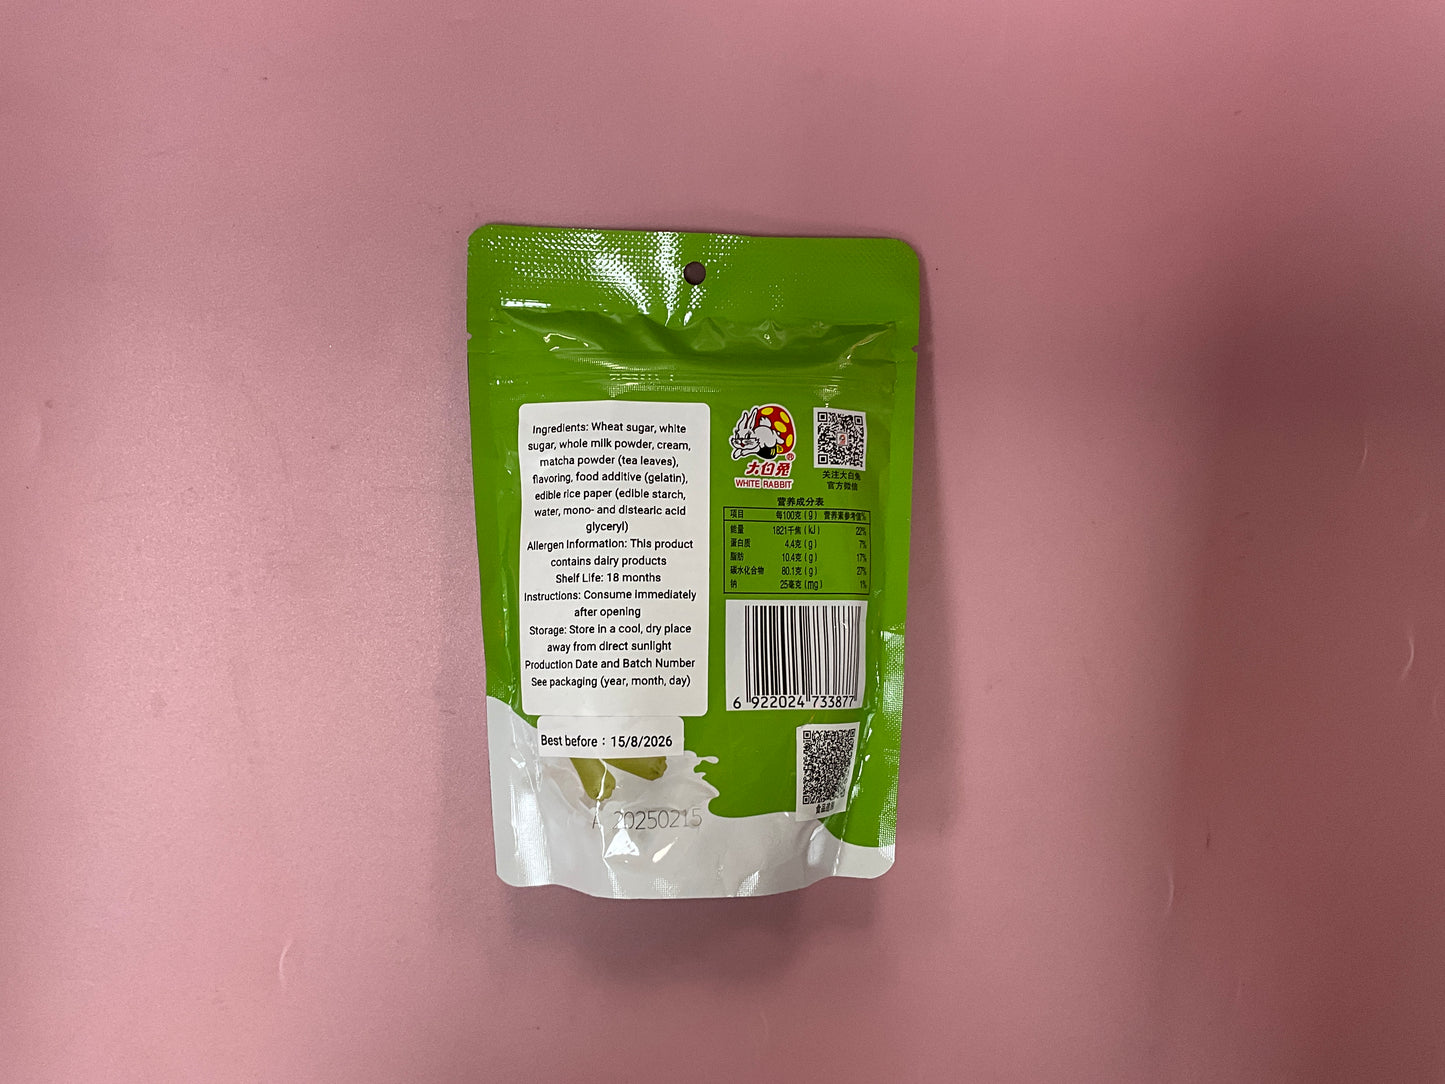 Ingredients: Wheat sugar, white
sugar, whole milk powder, cream,
matcha powder (tea leaves),
flavoring, food additive (gelatin),
edible rice paper (edible starch,
water, mono- and distearic acid
glyceryl)
Allergen Information: This product
contains dairy products
Shelf Life: 18 months
Instructions: Consume immediately
after opening
Storage: Store in a cool, dry place
away from direct sunlight
Production Date and Batch Number
See packaging (year, month, day)
Best before : 15/8/2026
A 20250215
大白兔
®
WHITE RABBIT
关注大白兔
官方微信
营养成分表
项目 每100克(g) 营养素参考值%
能量 1821千焦(kJ) 22%
蛋白质 4.4克(g) 7%
脂肪 10.4克(g) 17%
碳水化合物 80.1克(g) 27%
钠 25毫克(mg) 1%
6 922024 733877